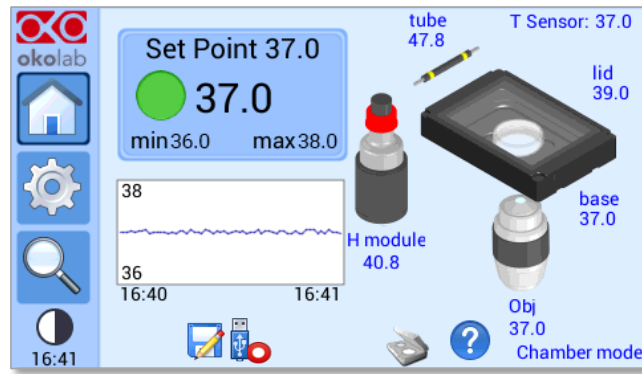 okolab
Set Point 37.0
37.0
min36.0 max38.0
tube
47.8
T Sensor: 37.0
lid
39.0
38
36
16:40 16:41
H module
40.8
base
37.0
Obj
37.0
16:41
?
Chamber mode